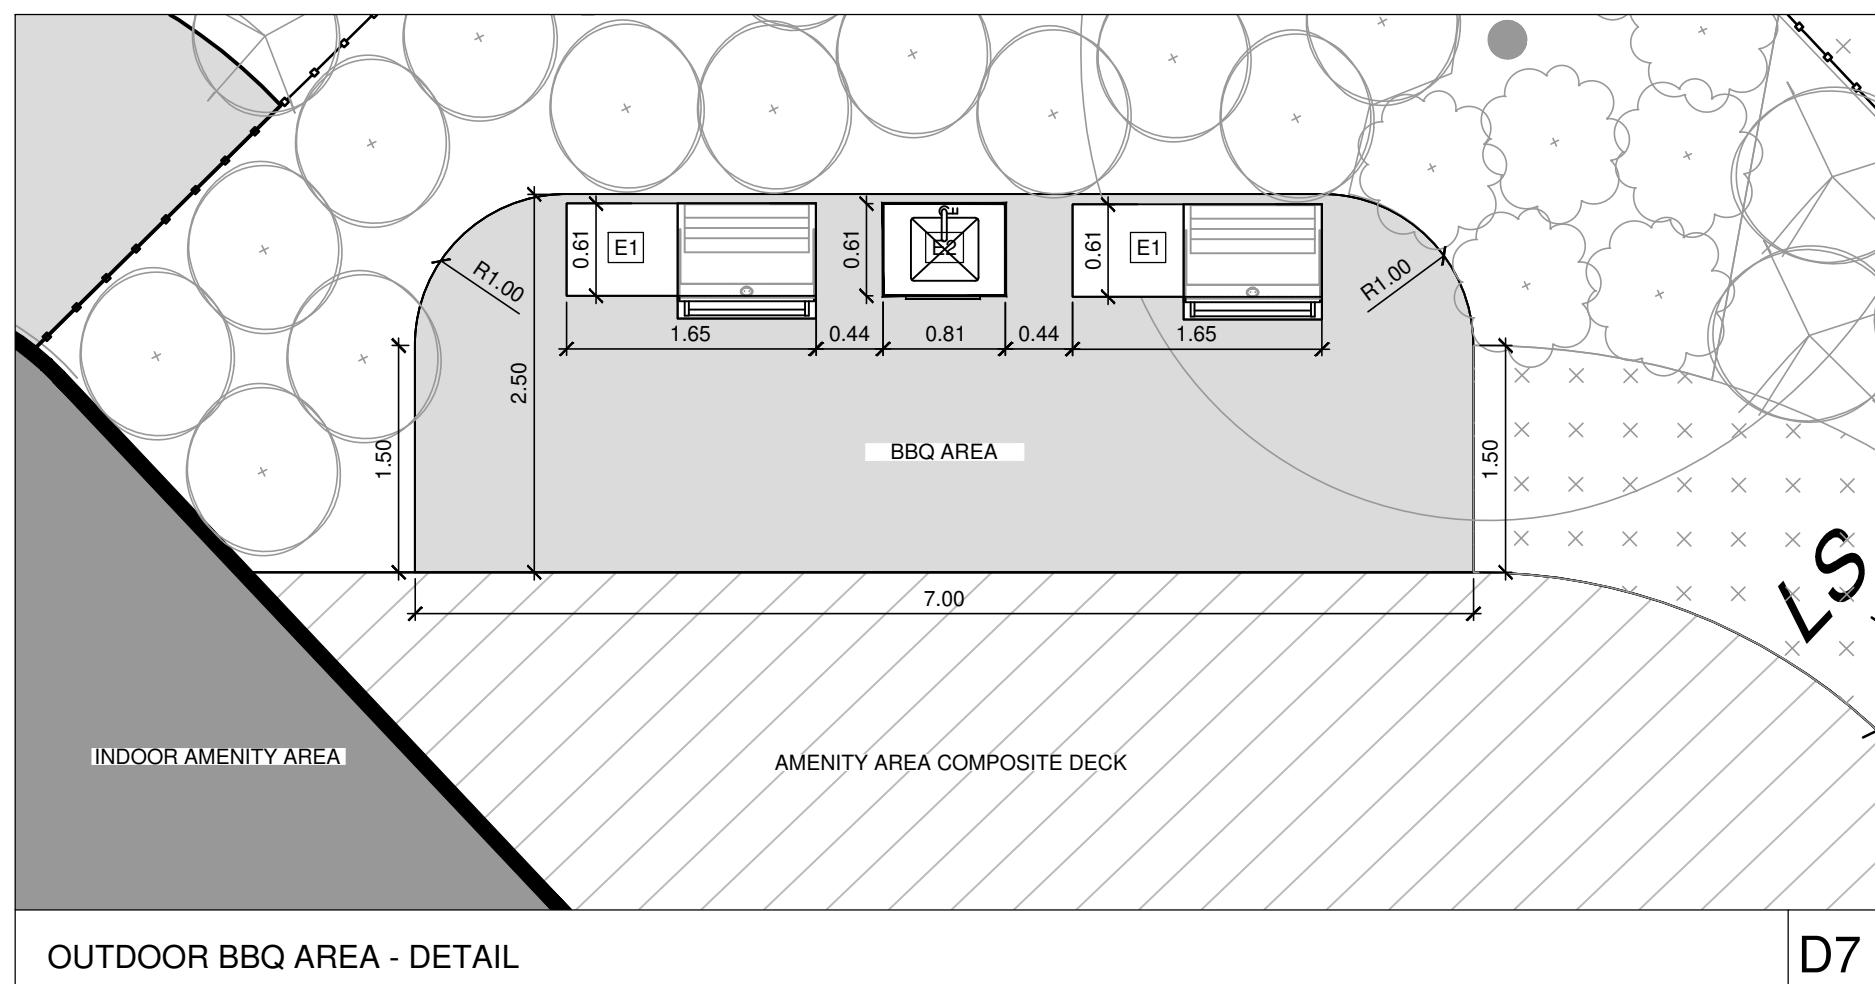 0.61
E1
0.61
E2
0.61
E1
R1.00
R1.00
1.65
0.44
0.81
0.44
1.65
2.50
1.50
BBQ AREA
1.50
7.00
LS
INDOOR AMENITY AREA
AMENITY AREA COMPOSITE DECK
OUTDOOR BBQ AREA - DETAIL
D7